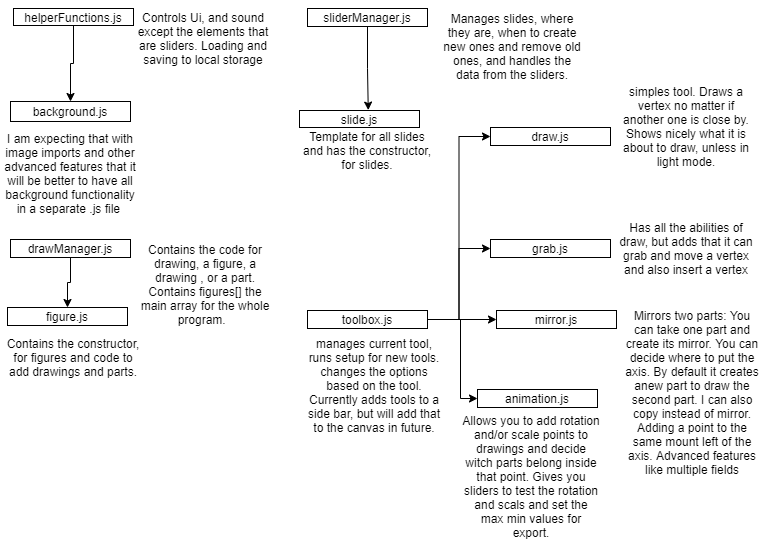 helperFunctions.js
Controls Ui, and sound
except the elements that
are sliders. Loading and
saving to local storage
background.js
I am expecting that with
image imports and other
advanced features that it
will be better to have all
background functionality
in a separate .js file
drawManager.js
Contains the code for
drawing, a figure, a
drawing , or a part.
Contains figures[] the
main array for the whole
program.
figure.js
Contains the constructor,
for figures and code to
add drawings and parts.
sliderManager.js
Manages slides, where
they are, when to create
new ones and remove old
ones, and handles the
data from the sliders.
slide.js
Template for all slides
and has the constructor,
for slides.
toolbox.js
manages current tool,
runs setup for new tools.
changes the options
based on the tool.
Currently adds tools to a
side bar, but will add that
to the canvas in future.
draw.js
simples tool. Draws a
vertex no matter if
another one is close by.
Shows nicely what it is
about to draw, unless in
light mode.
grab.js
Has all the abilities of
draw, but adds that it can
grab and move a vertex
and also insert a vertex
mirror.js
Mirrors two parts: You
can take one part and
create its mirror. You can
decide where to put the
axis. By default it creates
anew part to draw the
second part. I can also
copy instead of mirror.
Adding a point to the
same mount left of the
axis. Advanced features
like multiple fields
animation.js
Allows you to add rotation
and/or scale points to
drawings and decide
witch parts belong inside
that point. Gives you
sliders to test the rotation
and scals and set the
max min values for
export.